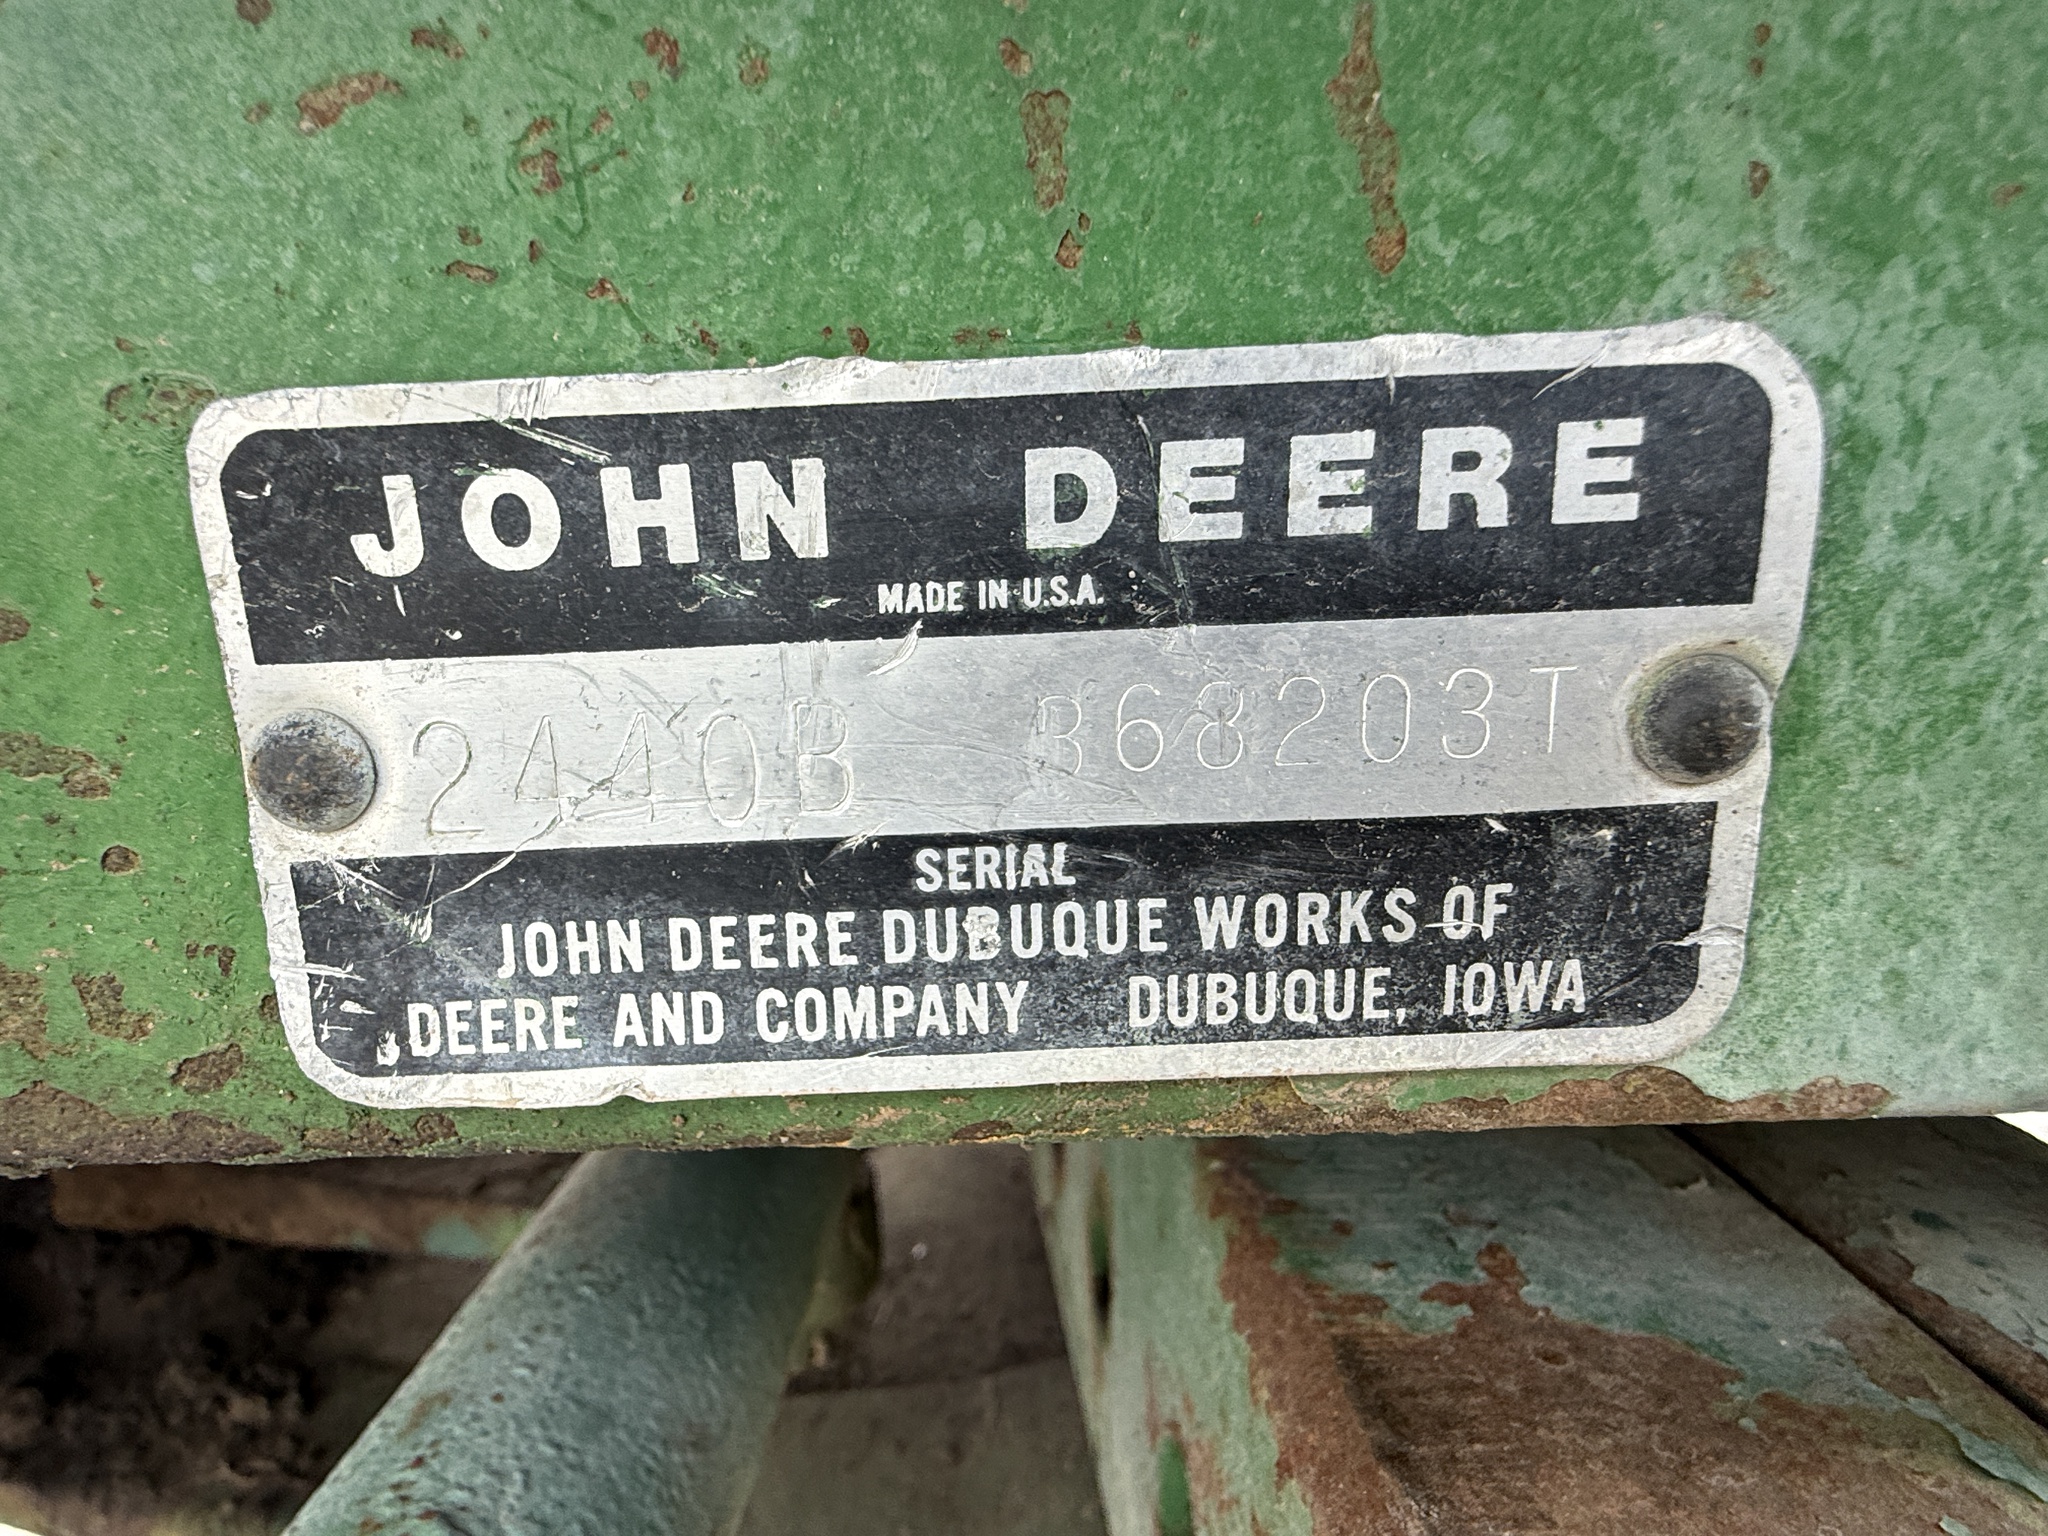 JOHN DEERE
MADE IN U.S.A.
2440B 368203T
SERIAL
JOHN DEERE DUBUQUE WORKS OF
DEERE AND COMPANY DUBUQUE, IOWA